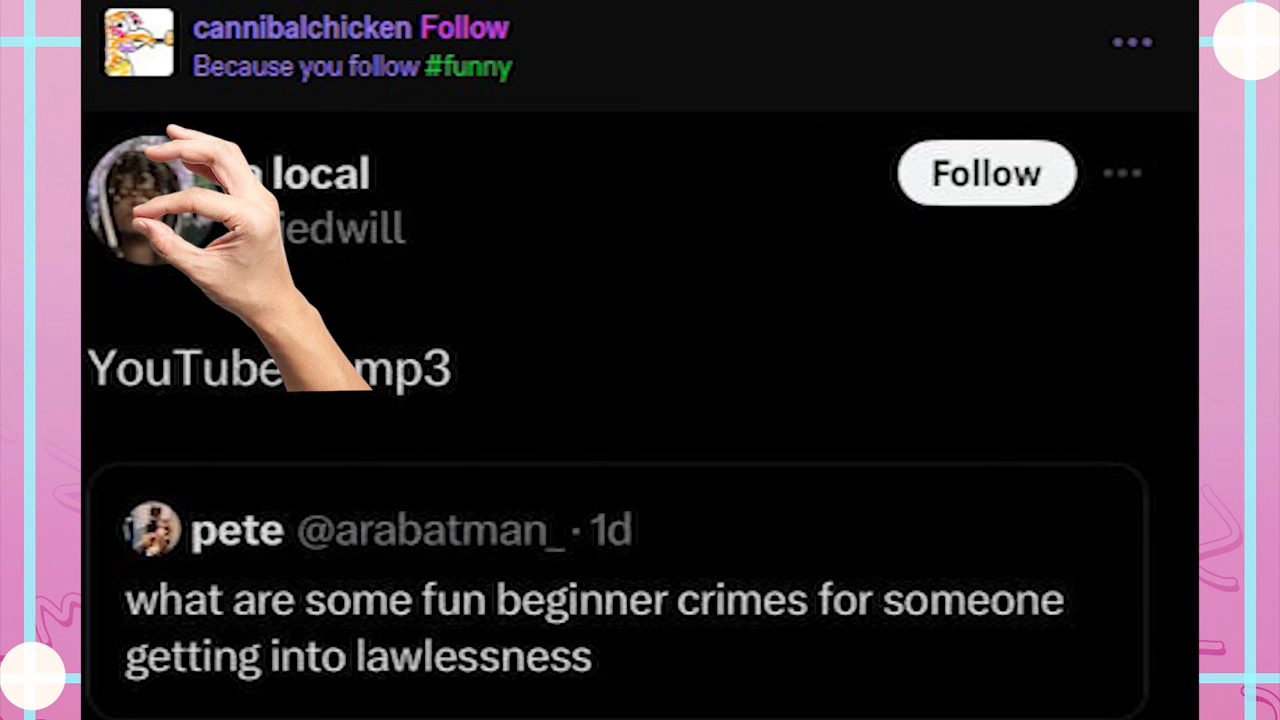 cannibalchicken Follow
Because you follow #funny
local
Follow
iedwill
YouTube mp3
pete @arabatman_ · 1d
what are some fun beginner crimes for someone
getting into lawlessness